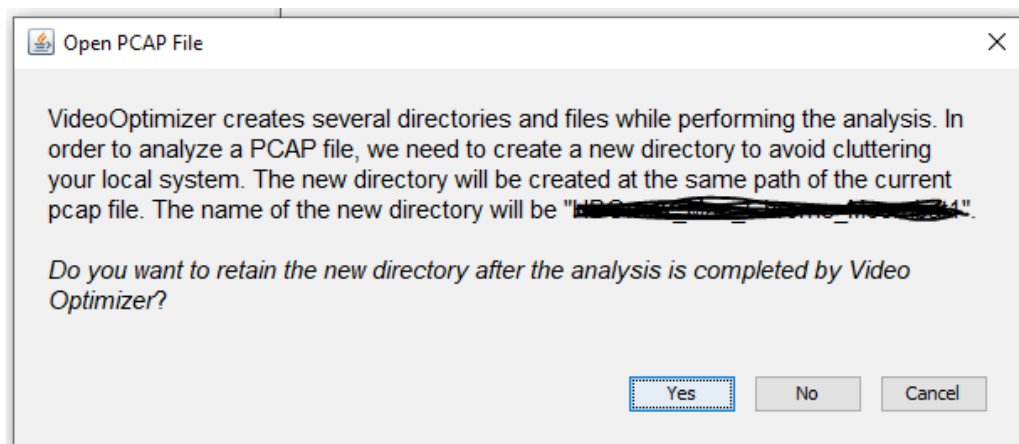 Open PCAP File
VideoOptimizer creates several directories and files while performing the analysis. In
order to analyze a PCAP file, we need to create a new directory to avoid cluttering
your local system. The new directory will be created at the same path of the current
pcap file. The name of the new directory will be "
Do you want to retain the new directory after the analysis is completed by Video
Optimizer?
Yes No Cancel